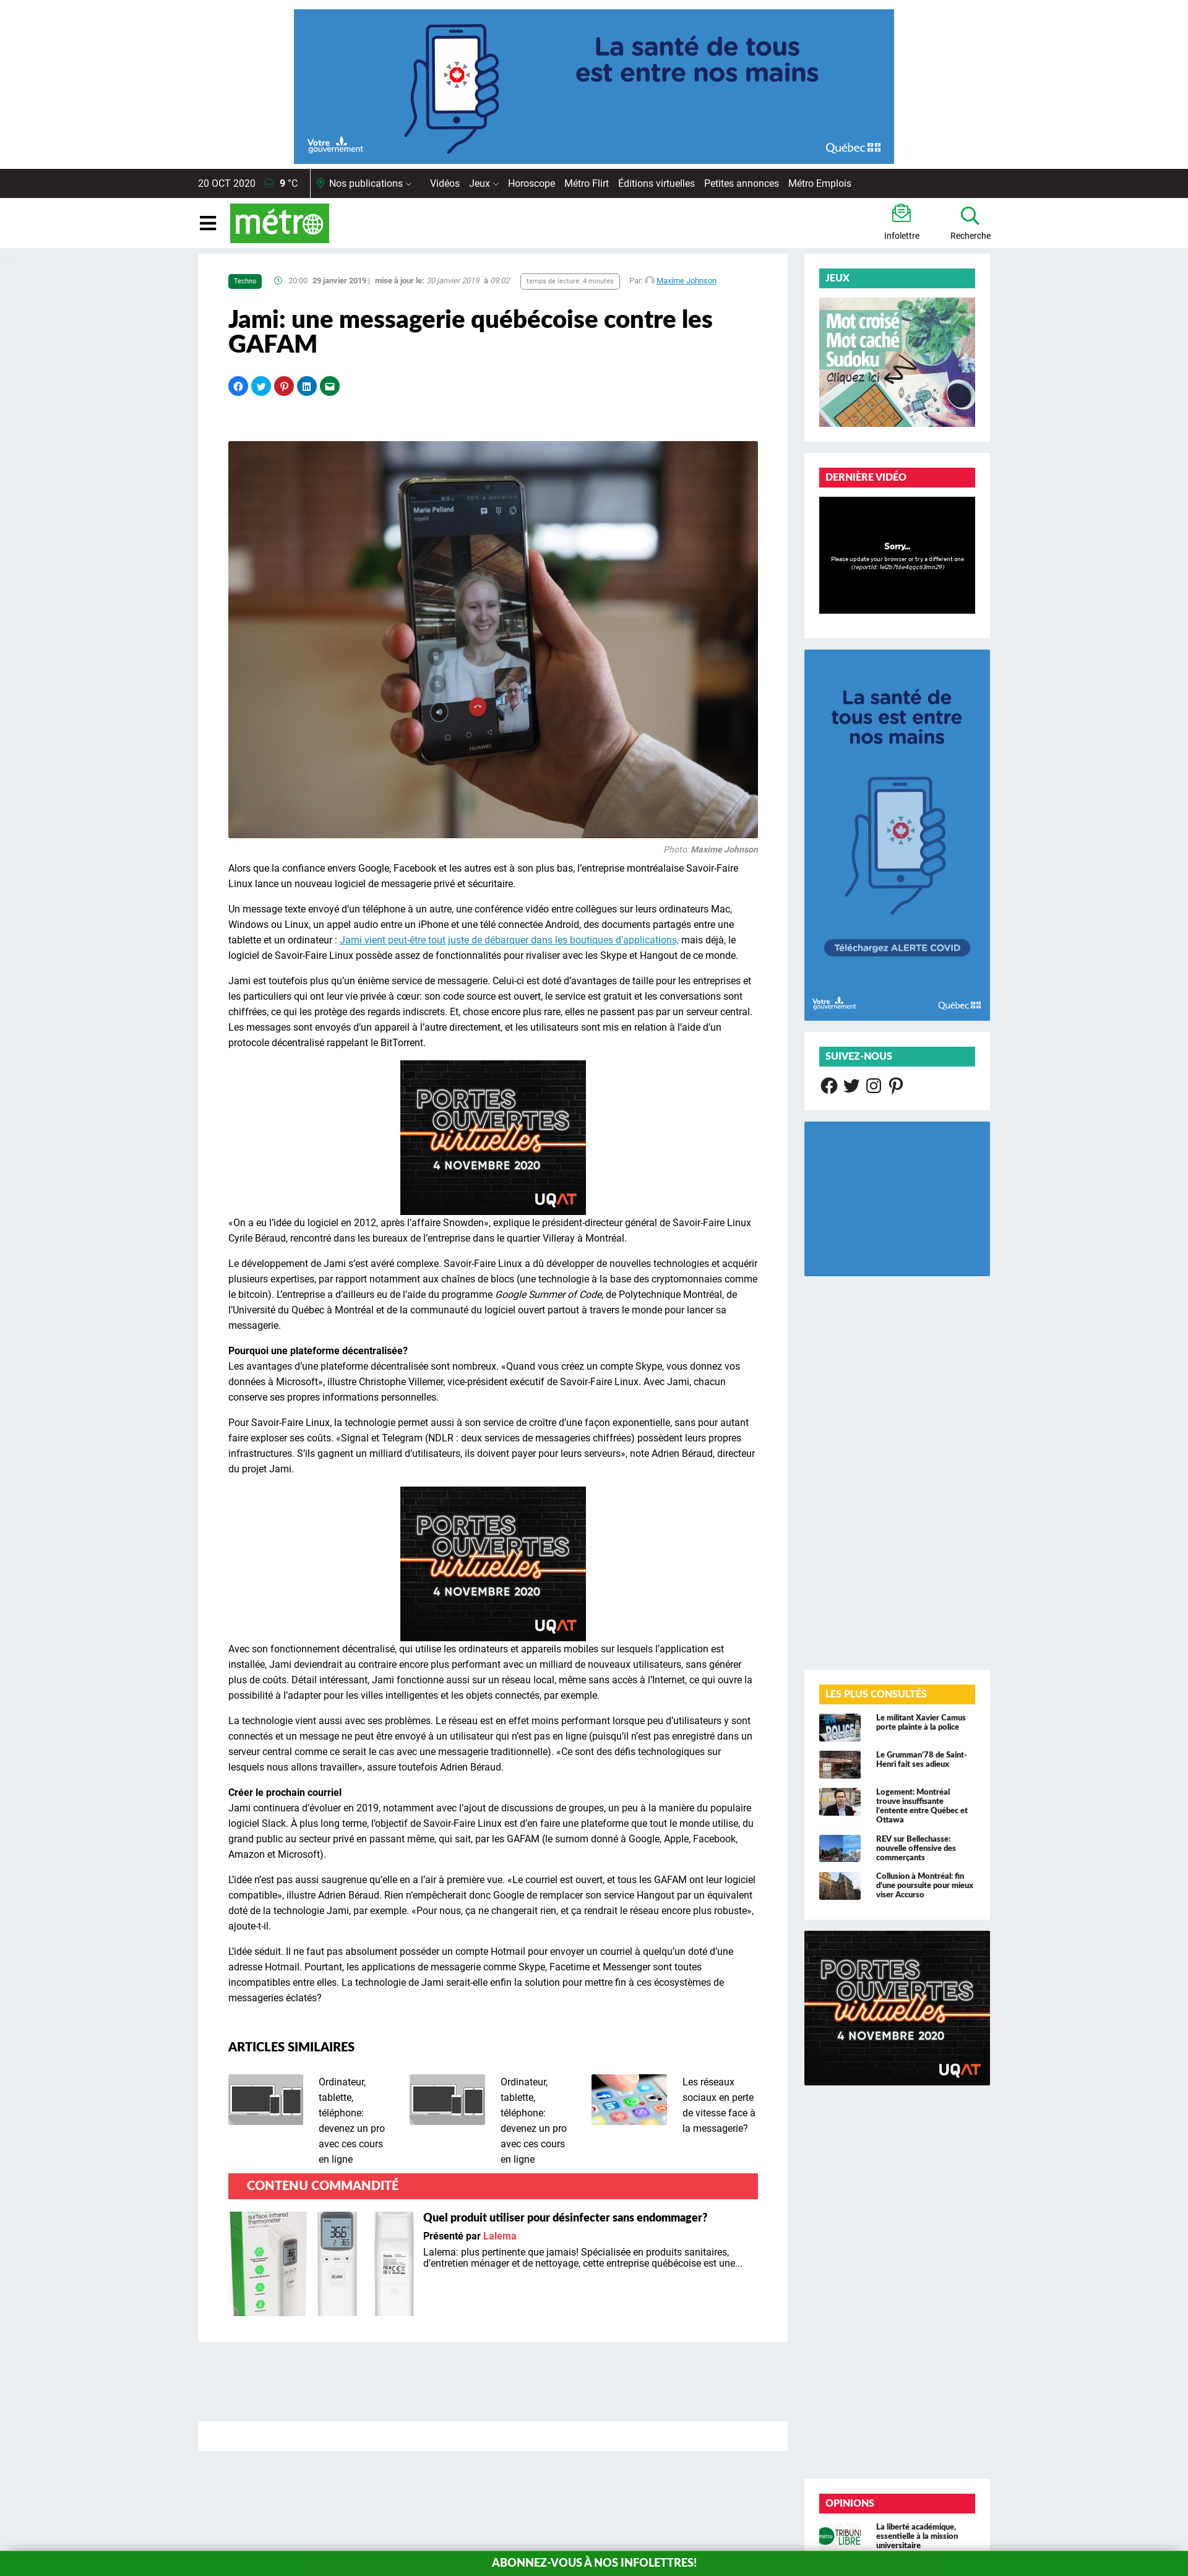 La santé de tous
est entre nos mains
Votre
gouvernement
Québec
20 OCT 2020 9 °C Nos publications Vidéos Jeux Horoscope Métro Flirt Éditions virtuelles Petites annonces Métro Emplois
métro
Infolettre
Recherche
Techno 20:00 29 janvier 2019 | mise à jour le: 30 janvier 2019 à 09:02 temps de lecture: 4 minutes Par: Maxime Johnson
Jami: une messagerie québécoise contre les
GAFAM
Marie Pelland
HUAWEI
Photo: Maxime Johnson
Alors que la confiance envers Google, Facebook et les autres est à son plus bas, l’entreprise montréalaise Savoir-Faire
Linux lance un nouveau logiciel de messagerie privé et sécuritaire.
Un message texte envoyé d’un téléphone à un autre, une conférence vidéo entre collègues sur leurs ordinateurs Mac,
Windows ou Linux, un appel audio entre un iPhone et une télé connectée Android, des documents partagés entre une
tablette et un ordinateur : Jami vient peut-être tout juste de débarquer dans les boutiques d’applications, mais déjà, le
logiciel de Savoir-Faire Linux possède assez de fonctionnalités pour rivaliser avec les Skype et Hangout de ce monde.
Jami est toutefois plus qu’un énième service de messagerie. Celui-ci est doté d’avantages de taille pour les entreprises et
les particuliers qui ont leur vie privée à cœur: son code source est ouvert, le service est gratuit et les conversations sont
chiffrées, ce qui les protège des regards indiscrets. Et, chose encore plus rare, elles ne passent pas par un serveur central.
Les messages sont envoyés d’un appareil à l’autre directement, et les utilisateurs sont mis en relation à l’aide d’un
protocole décentralisé rappelant le BitTorrent.
PORTES
OUVERTES
virtuelles
4 NOVEMBRE 2020
UQAT
«On a eu l’idée du logiciel en 2012, après l’affaire Snowden», explique le président-directeur général de Savoir-Faire Linux
Cyrile Béraud, rencontré dans les bureaux de l’entreprise dans le quartier Villeray à Montréal.
Le développement de Jami s’est avéré complexe. Savoir-Faire Linux a dû développer de nouvelles technologies et acquérir
plusieurs expertises, par rapport notamment aux chaînes de blocs (une technologie à la base des cryptomonnaies comme
le bitcoin). L’entreprise a d’ailleurs eu de l’aide du programme Google Summer of Code, de Polytechnique Montréal, de
l’Université du Québec à Montréal et de la communauté du logiciel ouvert partout à travers le monde pour lancer sa
messagerie.
Pourquoi une plateforme décentralisée?
Les avantages d’une plateforme décentralisée sont nombreux. «Quand vous créez un compte Skype, vous donnez vos
données à Microsoft», illustre Christophe Villemer, vice-président exécutif de Savoir-Faire Linux. Avec Jami, chacun
conserve ses propres informations personnelles.
Pour Savoir-Faire Linux, la technologie permet aussi à son service de croître d’une façon exponentielle, sans pour autant
faire exploser ses coûts. «Signal et Telegram (NDLR : deux services de messageries chiffrées) possèdent leurs propres
infrastructures. S’ils gagnent un milliard d’utilisateurs, ils doivent payer pour leurs serveurs», note Adrien Béraud, directeur
du projet Jami.
PORTES
OUVERTES
virtuelles
4 NOVEMBRE 2020
UQAT
Avec son fonctionnement décentralisé, qui utilise les ordinateurs et appareils mobiles sur lesquels l’application est
installée, Jami deviendrait au contraire encore plus performant avec un milliard de nouveaux utilisateurs, sans générer
plus de coûts. Détail intéressant, Jami fonctionne aussi sur un réseau local, même sans accès à l’Internet, ce qui ouvre la
possibilité à l’adapter pour les villes intelligentes et les objets connectés, par exemple.
La technologie vient aussi avec ses problèmes. Le réseau est en effet moins performant lorsque peu d’utilisateurs y sont
connectés et un message ne peut être envoyé à un utilisateur qui n’est pas en ligne (puisqu’il n’est pas enregistré dans un
serveur central comme ce serait le cas avec une messagerie traditionnelle). «Ce sont des défis technologiques sur
lesquels nous allons travailler», assure toutefois Adrien Béraud.
Créer le prochain courriel
Jami continuera d’évoluer en 2019, notamment avec l’ajout de discussions de groupes, un peu à la manière du populaire
logiciel Slack. À plus long terme, l’objectif de Savoir-Faire Linux est d’en faire une plateforme que tout le monde utilise, du
grand public au secteur privé en passant même, qui sait, par les GAFAM (le surnom donné à Google, Apple, Facebook,
Amazon et Microsoft).
L’idée n’est pas aussi saugrenue qu’elle en a l’air à première vue. «Le courriel est ouvert, et tous les GAFAM ont leur logiciel
compatible», illustre Adrien Béraud. Rien n’empêcherait donc Google de remplacer son service Hangout par un équivalent
doté de la technologie Jami, par exemple. «Pour nous, ça ne changerait rien, et ça rendrait le réseau encore plus robuste»,
ajoute-t-il.
L’idée séduit. Il ne faut pas absolument posséder un compte Hotmail pour envoyer un courriel à quelqu’un doté d’une
adresse Hotmail. Pourtant, les applications de messagerie comme Skype, Facetime et Messenger sont toutes
incompatibles entre elles. La technologie de Jami serait-elle enfin la solution pour mettre fin à ces écosystèmes de
messageries éclatés?
ARTICLES SIMILAIRES
Ordinateur,
tablette,
téléphone:
devenez un pro
avec ces cours
en ligne
Ordinateur,
tablette,
téléphone:
devenez un pro
avec ces cours
en ligne
Les réseaux
sociaux en perte
de vitesse face à
la messagerie?
CONTENU COMMANDITÉ
surface infrared
thermometer
SCAN
Quel produit utiliser pour désinfecter sans endommager?
Présenté par Lalema
Lalema: plus pertinente que jamais! Spécialisée en produits sanitaires,
d’entretien ménager et de nettoyage, cette entreprise québécoise est une...
JEUX
Mot croisé
Mot caché
Sudoku
Cliquez ici
DERNIÈRE VIDÉO
Sorry...
Please update your browser or try a different one
(reportId: 1el2b7t6e4qqc63mn29)
La santé de
tous est entre
nos mains
Téléchargez ALERTE COVID
Votre
gouvernement
Québec
SUIVEZ-NOUS
LES PLUS CONSULTÉS
POLICE
Le militant Xavier Camus
porte plainte à la police
Le Grumman’78 de Saint-
Henri fait ses adieux
Logement: Montréal
trouve insuffisante
l’entente entre Québec et
Ottawa
REV sur Bellechasse:
nouvelle offensive des
commerçants
Collusion à Montréal: fin
d’une poursuite pour mieux
viser Accurso
PORTES
OUVERTES
virtuelles
4 NOVEMBRE 2020
UQAT
OPINIONS
métro
TRIBUNE
LIBRE
La liberté académique,
essentielle à la mission
universitaire
ABONNEZ-VOUS À NOS INFOLETTRES!